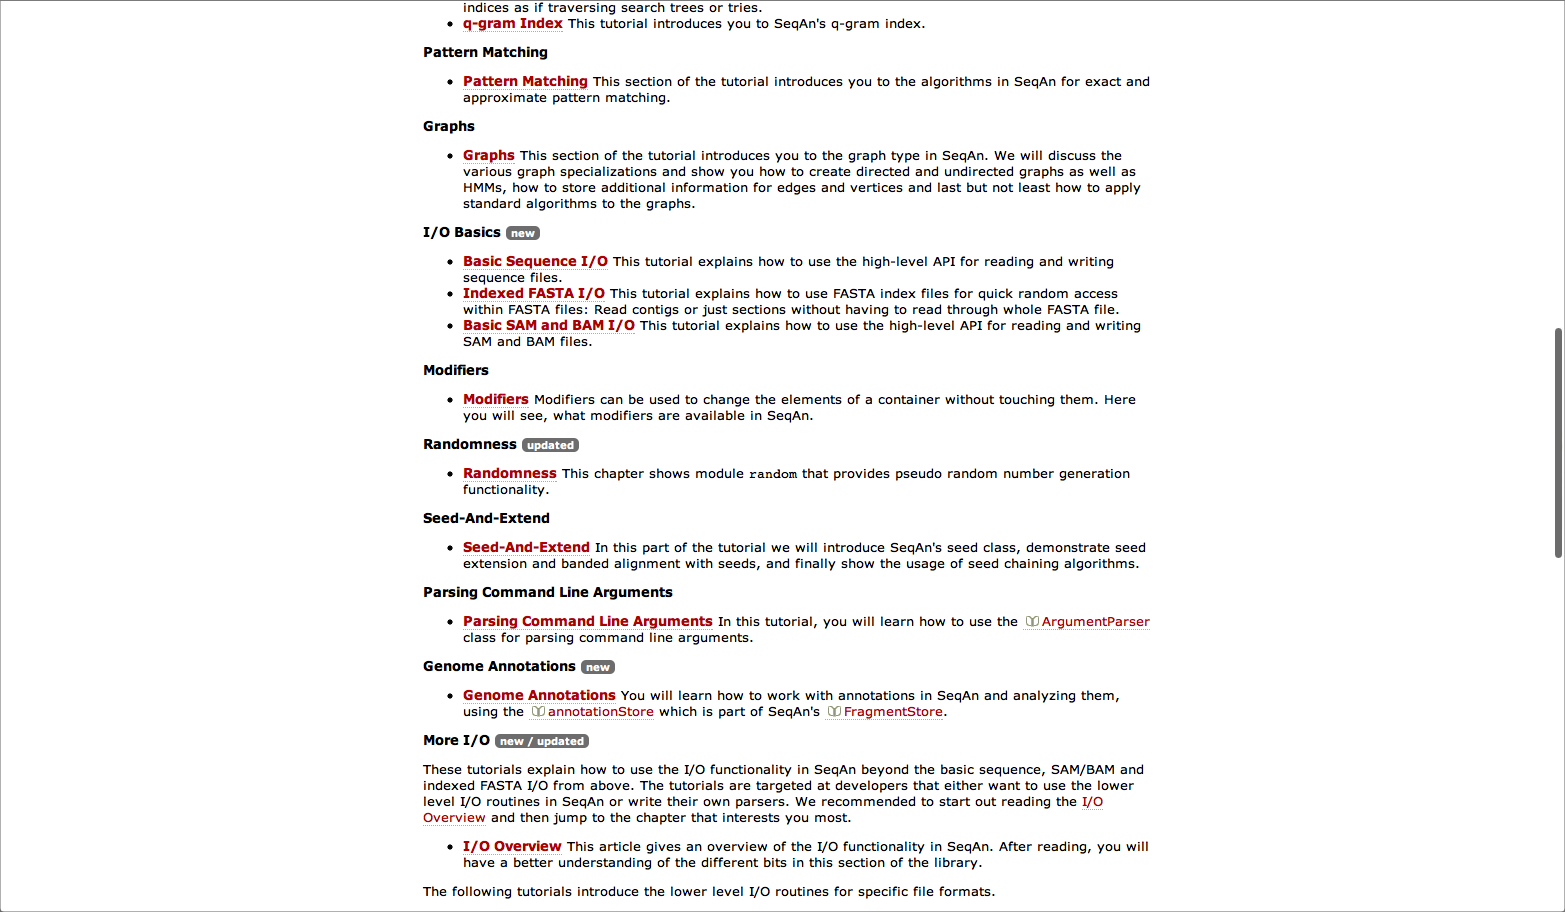 indices as if traversing search trees or tries.
q-gram Index This tutorial introduces you to SeqAn's q-gram index.
Pattern Matching
Pattern Matching This section of the tutorial introduces you to the algorithms in SeqAn for exact and
approximate pattern matching.
Graphs
Graphs This section of the tutorial introduces you to the graph type in SeqAn. We will discuss the
various graph specializations and show you how to create directed and undirected graphs as well as
HMMs, how to store additional information for edges and vertices and last but not least how to apply
standard algorithms to the graphs.
I/O Basics new
Basic Sequence I/O This tutorial explains how to use the high-level API for reading and writing
sequence files.
Indexed FASTA I/O This tutorial explains how to use FASTA index files for quick random access
within FASTA files: Read contigs or just sections without having to read through whole FASTA file.
Basic SAM and BAM I/O This tutorial explains how to use the high-level API for reading and writing
SAM and BAM files.
Modifiers
Modifiers Modifiers can be used to change the elements of a container without touching them. Here
you will see, what modifiers are available in SeqAn.
Randomness updated
Randomness This chapter shows module random that provides pseudo random number generation
functionality.
Seed-And-Extend
Seed-And-Extend In this part of the tutorial we will introduce SeqAn's seed class, demonstrate seed
extension and banded alignment with seeds, and finally show the usage of seed chaining algorithms.
Parsing Command Line Arguments
Parsing Command Line Arguments In this tutorial, you will learn how to use the ArgumentParser
class for parsing command line arguments.
Genome Annotations new
Genome Annotations You will learn how to work with annotations in SeqAn and analyzing them,
using the annotationStore which is part of SeqAn's FragmentStore.
More I/O new / updated
These tutorials explain how to use the I/O functionality in SeqAn beyond the basic sequence, SAM/BAM and
indexed FASTA I/O from above. The tutorials are targeted at developers that either want to use the lower
level I/O routines in SeqAn or write their own parsers. We recommended to start out reading the I/O
Overview and then jump to the chapter that interests you most.
I/O Overview This article gives an overview of the I/O functionality in SeqAn. After reading, you will
have a better understanding of the different bits in this section of the library.
The following tutorials introduce the lower level I/O routines for specific file formats.